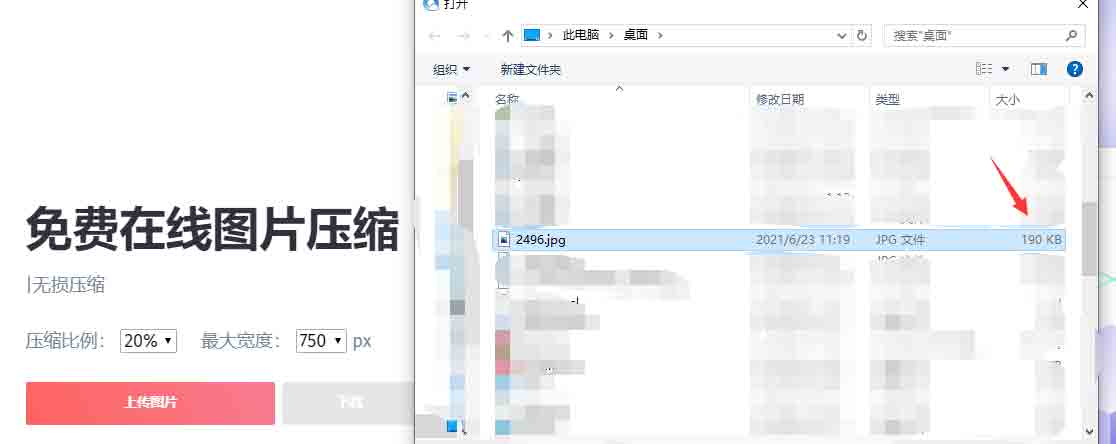 打开
此电脑 › 桌面 ›
搜索"桌面"
组织
新建文件夹
名称
修改日期
类型
大小
2496.jpg
2021/6/23 11:19
JPG 文件
190 KB
免费在线图片压缩
|无损压缩
压缩比例： 20% 最大宽度： 750 px
上传图片
下载